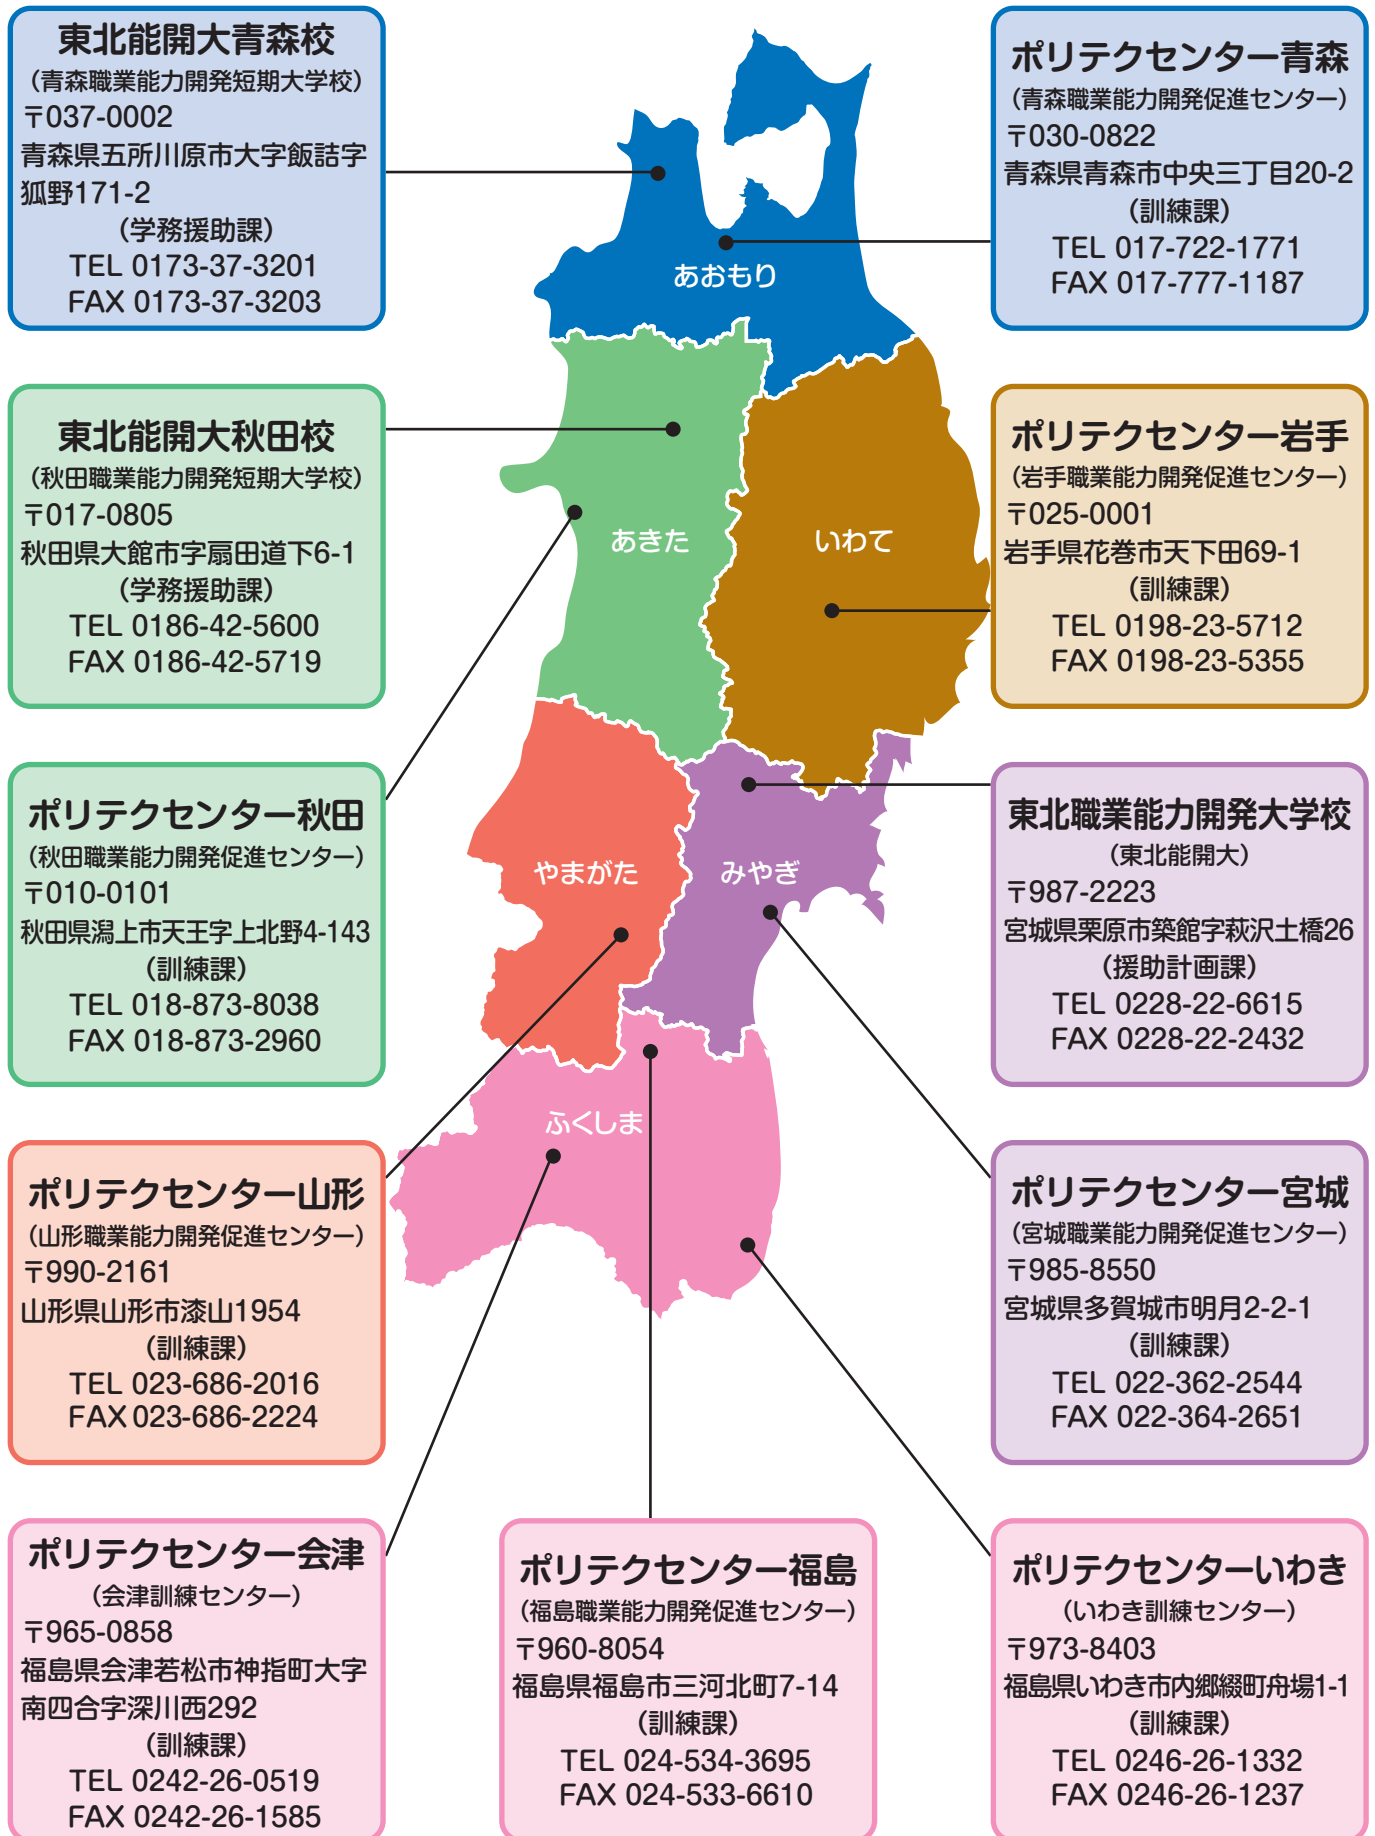 東北能開大青森校
（青森職業能力開発短期大学校）
〒037-0002
青森県五所川原市大字飯詰字
狐野171-2
（学務援助課）
TEL 0173-37-3201
FAX 0173-37-3203
ポリテクセンター青森
（青森職業能力開発促進センター）
〒030-0822
青森県青森市中央三丁目20-2
（訓練課）
TEL 017-722-1771
FAX 017-777-1187
あおもり
東北能開大秋田校
（秋田職業能力開発短期大学校）
〒017-0805
秋田県大館市字扇田道下6-1
（学務援助課）
TEL 0186-42-5600
FAX 0186-42-5719
あきた
いわて
ポリテクセンター岩手
（岩手職業能力開発促進センター）
〒025-0001
岩手県花巻市天下田69-1
（訓練課）
TEL 0198-23-5712
FAX 0198-23-5355
ポリテクセンター秋田
（秋田職業能力開発促進センター）
〒010-0101
秋田県潟上市天王字上北野4-143
（訓練課）
TEL 018-873-8038
FAX 018-873-2960
やまがた
みやぎ
東北職業能力開発大学校
（東北能開大）
〒987-2223
宮城県栗原市築館字萩沢土橋26
（援助計画課）
TEL 0228-22-6615
FAX 0228-22-2432
ふくしま
ポリテクセンター山形
（山形職業能力開発促進センター）
〒990-2161
山形県山形市漆山1954
（訓練課）
TEL 023-686-2016
FAX 023-686-2224
ポリテクセンター宮城
（宮城職業能力開発促進センター）
〒985-8550
宮城県多賀城市明月2-2-1
（訓練課）
TEL 022-362-2544
FAX 022-364-2651
ポリテクセンター会津
（会津訓練センター）
〒965-0858
福島県会津若松市神指町大字
南四合字深川西292
（訓練課）
TEL 0242-26-0519
FAX 0242-26-1585
ポリテクセンター福島
（福島職業能力開発促進センター）
〒960-8054
福島県福島市三河北町7-14
（訓練課）
TEL 024-534-3695
FAX 024-533-6610
ポリテクセンターいわき
（いわき訓練センター）
〒973-8403
福島県いわき市内郷綴町舟場1-1
（訓練課）
TEL 0246-26-1332
FAX 0246-26-1237